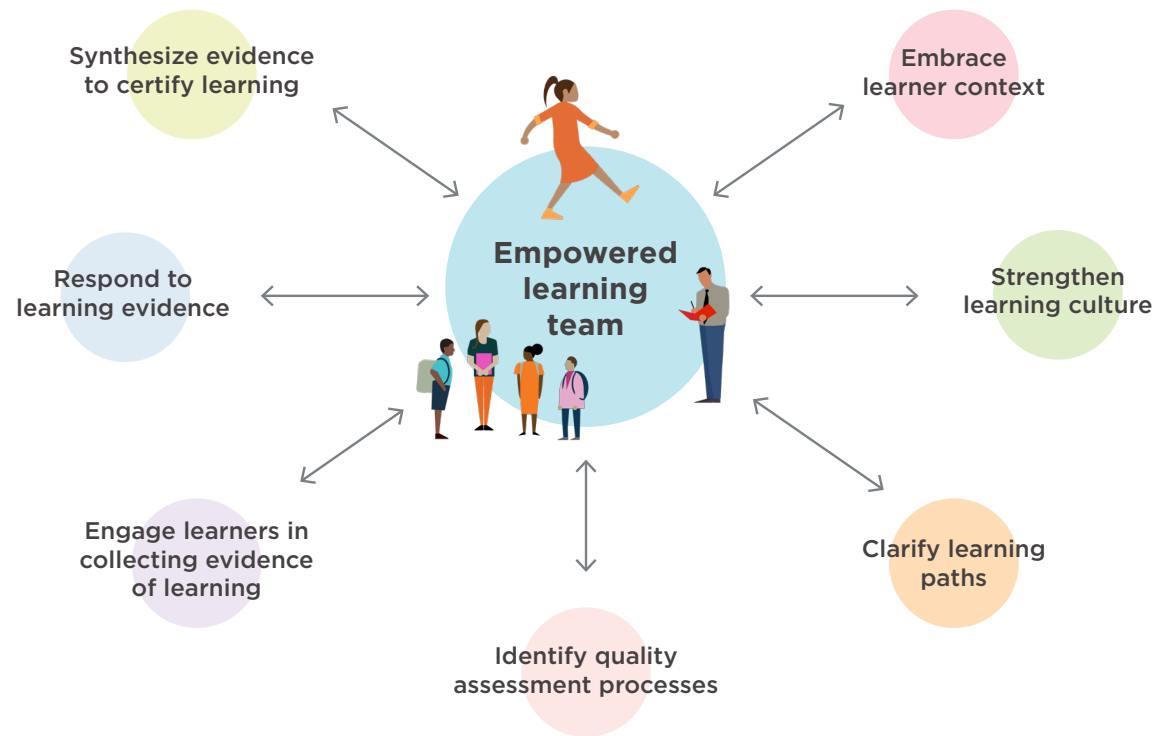 Synthesize evidence
to certify learning
Embrace
learner context
Empowered
learning
team
Respond to
learning evidence
Strengthen
learning culture
Engage learners in
collecting evidence
of learning
Clarify learning
paths
Identify quality
assessment processes